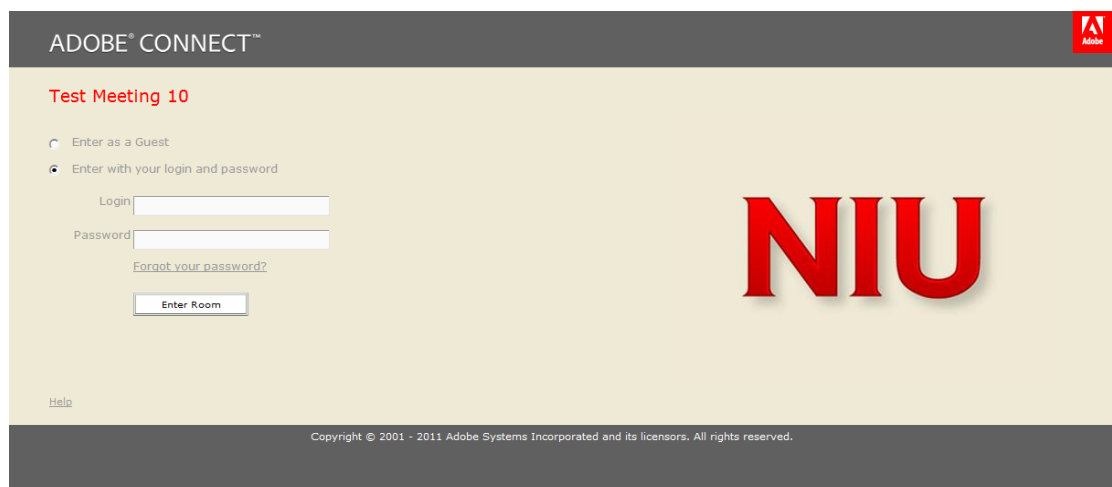 ADOBE® CONNECT™
Adobe
Test Meeting 10
Enter as a Guest
Enter with your login and password
Login
Password
Forgot your password?
Enter Room
NIU
Help
Copyright © 2001 - 2011 Adobe Systems Incorporated and its licensors. All rights reserved.